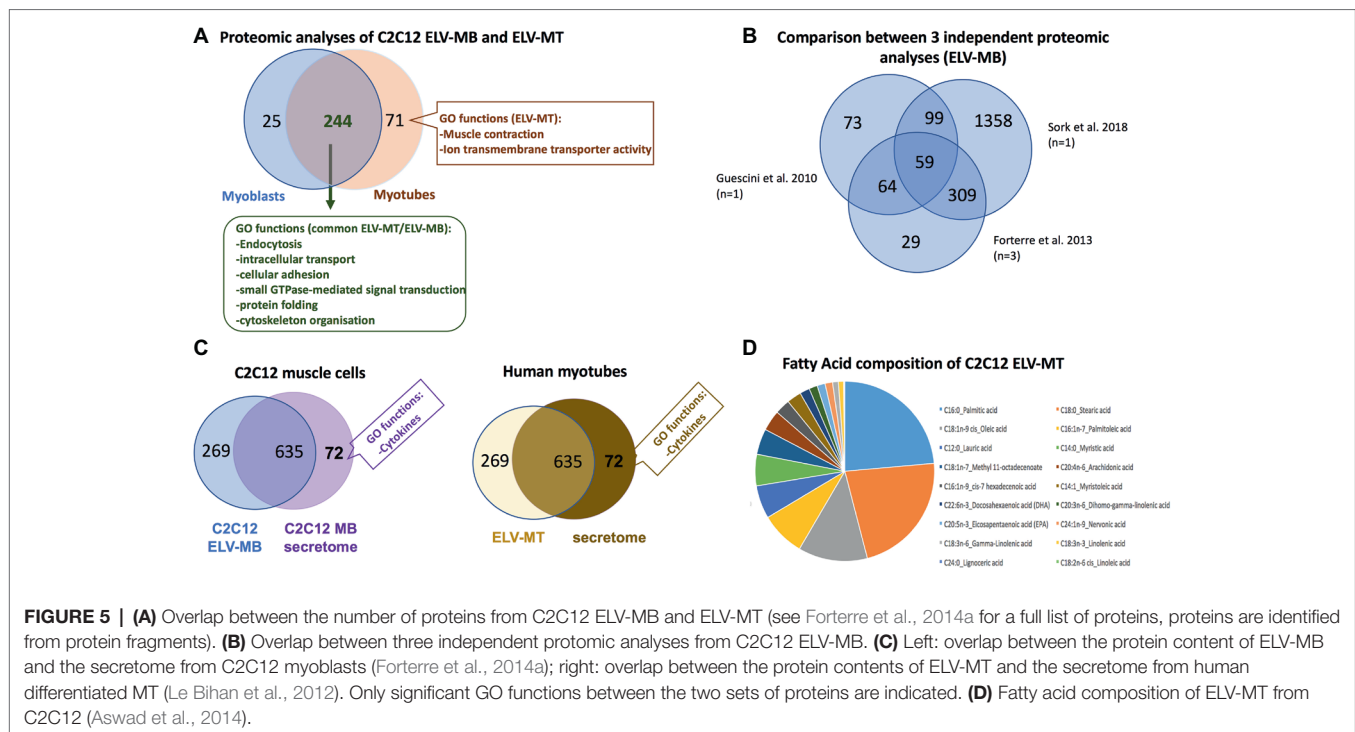 A Proteomic analyses of C2C12 ELV-MB and ELV-MT
25
244
71
Myoblasts
Myotubes
GO functions (ELV-MT):
-Muscle contraction
-Ion transmembrane transporter activity
GO functions (common ELV-MT/ELV-MB):
-Endocytosis
-intracellular transport
-cellular adhesion
-small GTPase-mediated signal transduction
-protein folding
-cytoskeleton organisation
B
Comparison between 3 independent proteomic
analyses (ELV-MB)
73
99
1358
59
64
309
29
Sork et al. 2018
(n=1)
Guescini et al. 2010
(n=1)
Forterre et al. 2013
(n=3)
C
C2C12 muscle cells
269
635
72
GO functions:
-Cytokines
C2C12
ELV-MB
C2C12 MB
secretome
Human myotubes
269
635
72
GO functions:
-Cytokines
ELV-MT
secretome
D
Fatty Acid composition of C2C12 ELV-MT
C16:0_Palmitic acid
C18:0_Stearic acid
C18:1n-9 cis_Oleic acid
C16:1n-7_Palmitoleic acid
C12:0_Lauric acid
C14:0_Myristic acid
C18:1n-7_Methyl 11-octadecenoate
C20:4n-6_Arachidonic acid
C16:1n-9_cis-7 hexadecenoic acid
C14:1_Myristoleic acid
C22:6n-3_Docosahexaenoic acid (DHA)
C20:3n-6_Dihomo-gamma-linolenic acid
C20:5n-3_Eicosapentaenoic acid (EPA)
C24:1n-9_Nervonic acid
C18:3n-6_Gamma-Linolenic acid
C18:3n-3_Linolenic acid
C24:0_Lignoceric acid
C18:2n-6 cis_Linoleic acid
FIGURE 5 | (A) Overlap between the number of proteins from C2C12 ELV-MB and ELV-MT (see Forterre et al., 2014a for a full list of proteins, proteins are identified
from protein fragments). (B) Overlap between three independent protomic analyses from C2C12 ELV-MB. (C) Left: overlap between the protein content of ELV-MB
and the secretome from C2C12 myoblasts (Forterre et al., 2014a); right: overlap between the protein contents of ELV-MT and the secretome from human
differentiated MT (Le Bihan et al., 2012). Only significant GO functions between the two sets of proteins are indicated. (D) Fatty acid composition of ELV-MT from
C2C12 (Aswad et al., 2014).